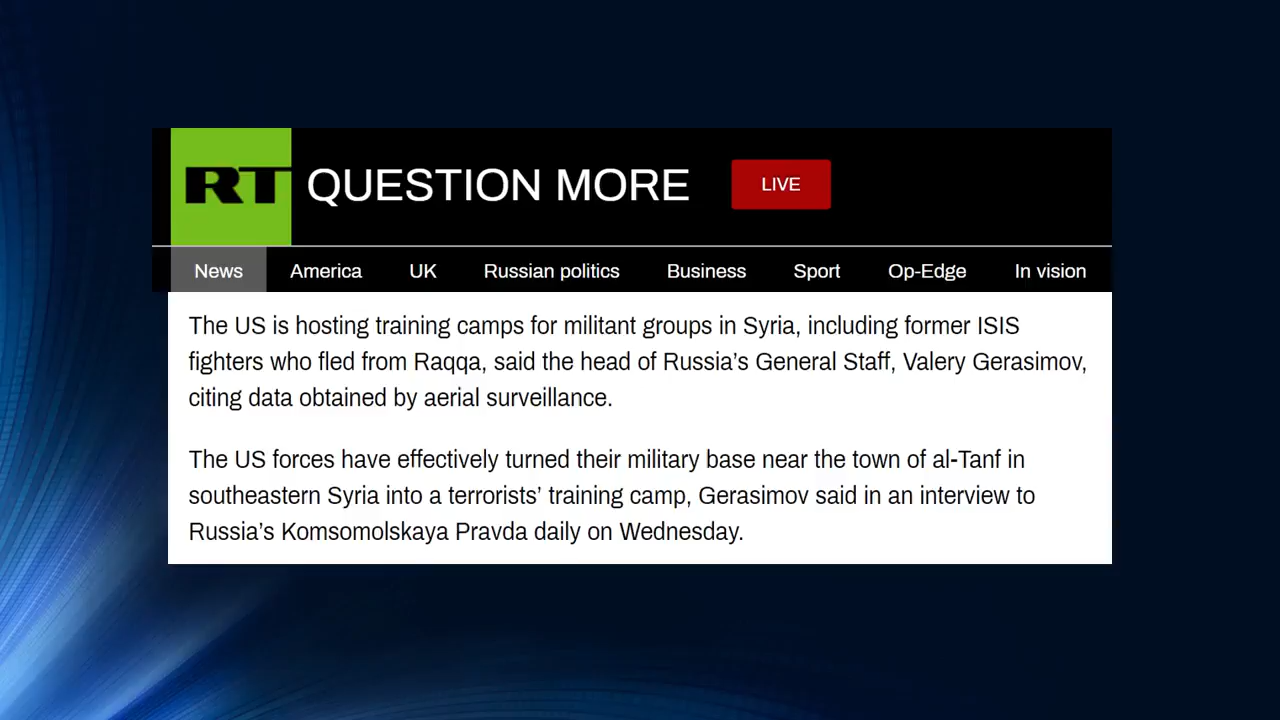 RT QUESTION MORE LIVE
News America UK Russian politics Business Sport Op-Edge In vision
The US is hosting training camps for militant groups in Syria, including former ISIS
fighters who fled from Raqqa, said the head of Russia’s General Staff, Valery Gerasimov,
citing data obtained by aerial surveillance.
The US forces have effectively turned their military base near the town of al-Tanf in
southeastern Syria into a terrorists’ training camp, Gerasimov said in an interview to
Russia’s Komsomolskaya Pravda daily on Wednesday.